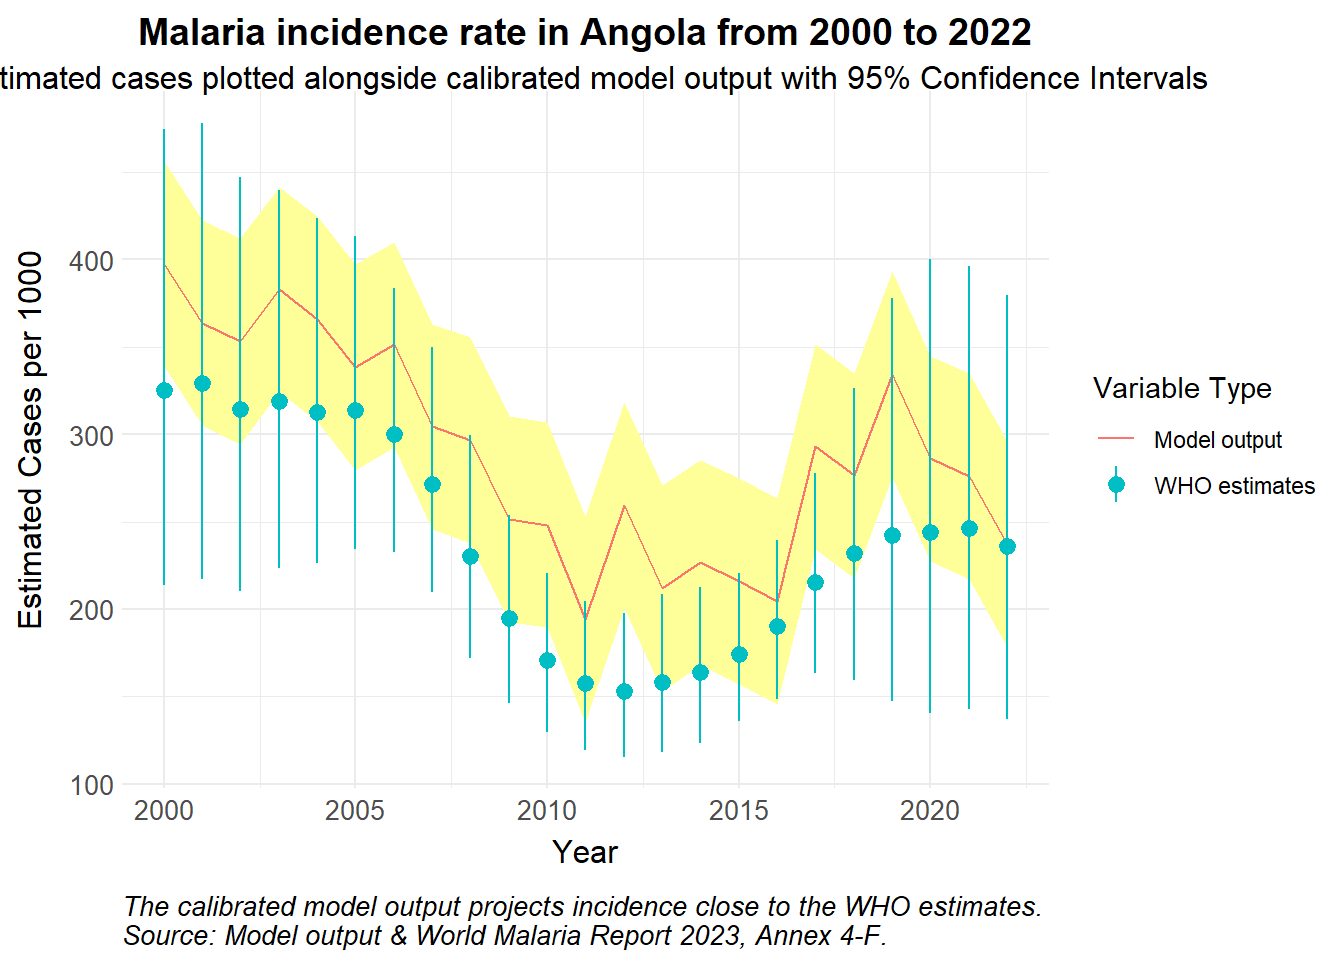 Malaria incidence rate in Angola from 2000 to 2022
timated cases plotted alongside calibrated model output with 95% Confidence Intervals
Estimated Cases per 1000
400
300
200
100
2000 2005 2010 2015 2020
Year
Variable Type
Model output
WHO estimates
The calibrated model output projects incidence close to the WHO estimates.
Source: Model output & World Malaria Report 2023, Annex 4-F.